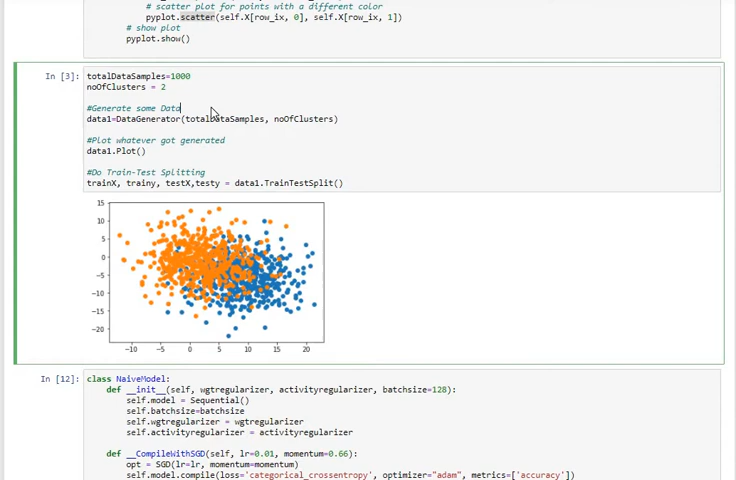 # scatter plot for points with a different color
pyplot.scatter(self.X[row_ix, 0], self.X[row_ix, 1])
# show plot
pyplot.show()
In [3]:
totalDataSamples=1000
noOfClusters = 2
#Generate some Data
data1=DataGenerator(totalDataSamples, noOfClusters)
#Plot whatever got generated
data1.Plot()
#Do Train-Test Splitting
trainX, trainy, testX,testy = data1.TrainTestSplit()
15
10
5
0
−5
−10
−15
−20
−10 −5 0 5 10 15 20
In [12]:
class NaiveModel:
def __init__(self, wgtregularizer, activityregularizer, batchsize=128):
self.model = Sequential()
self.batchsize=batchsize
self.wgtregularizer = wgtregularizer
self.activityregularizer = activityregularizer
def __CompileWithSGD(self, lr=0.01, momentum=0.66):
opt = SGD(lr=lr, momentum=momentum)
self.model.compile(loss='categorical_crossentropy', optimizer="adam", metrics=['accuracy'])